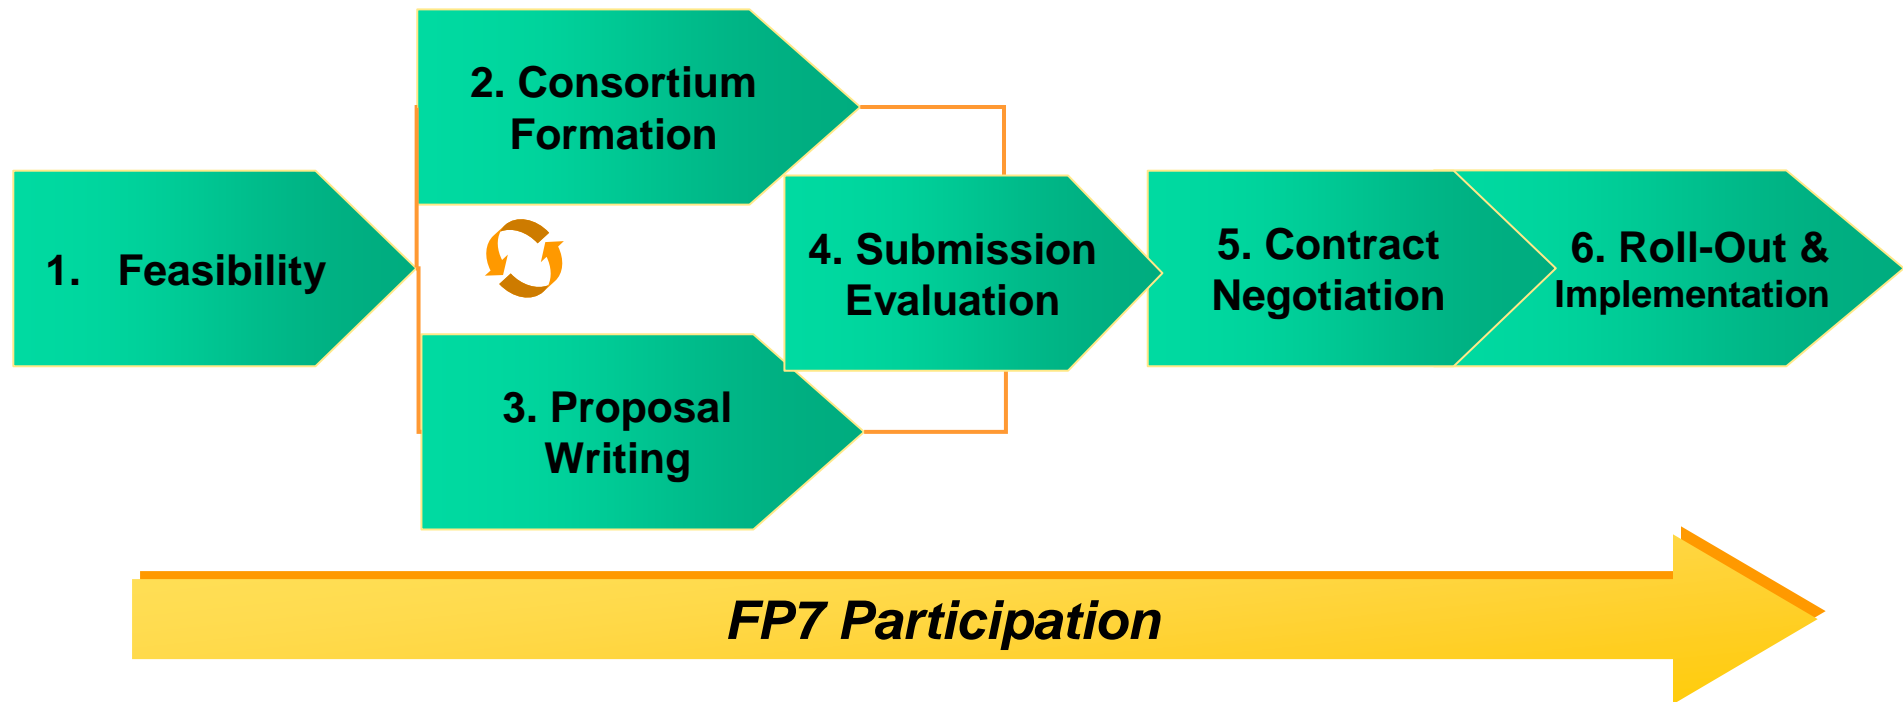 1. Feasibility
2. Consortium
Formation
3. Proposal
Writing
4. Submission
Evaluation
5. Contract
Negotiation
6. Roll-Out &
Implementation
FP7 Participation